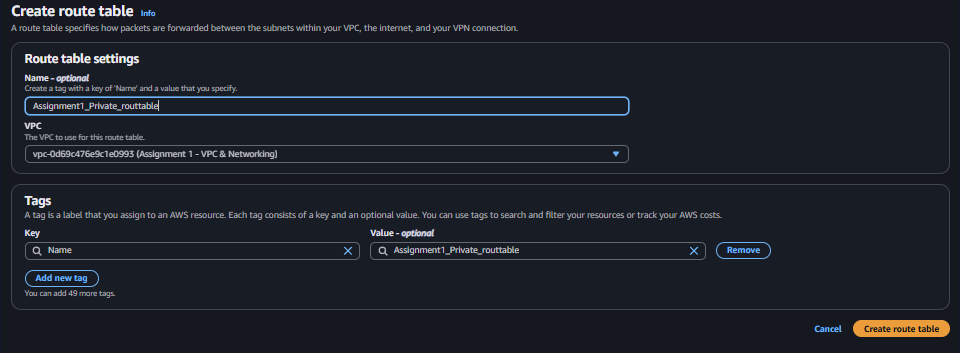 Create route table Info
A route table specifies how packets are forwarded between the subnets within your VPC, the internet, and your VPN connection.
Route table settings
Name - optional
Create a tag with a key of 'Name' and a value that you specify.
Assignment1_Private_routtable
VPC
The VPC to use for this route table.
vpc-0d69c476e9c1e0993 (Assignment 1 - VPC & Networking)
Tags
A tag is a label that you assign to an AWS resource. Each tag consists of a key and an optional value. You can use tags to search and filter your resources or track your AWS costs.
Key Value - optional
Name Assignment1_Private_routtable Remove
Add new tag
You can add 49 more tags.
Cancel Create route table